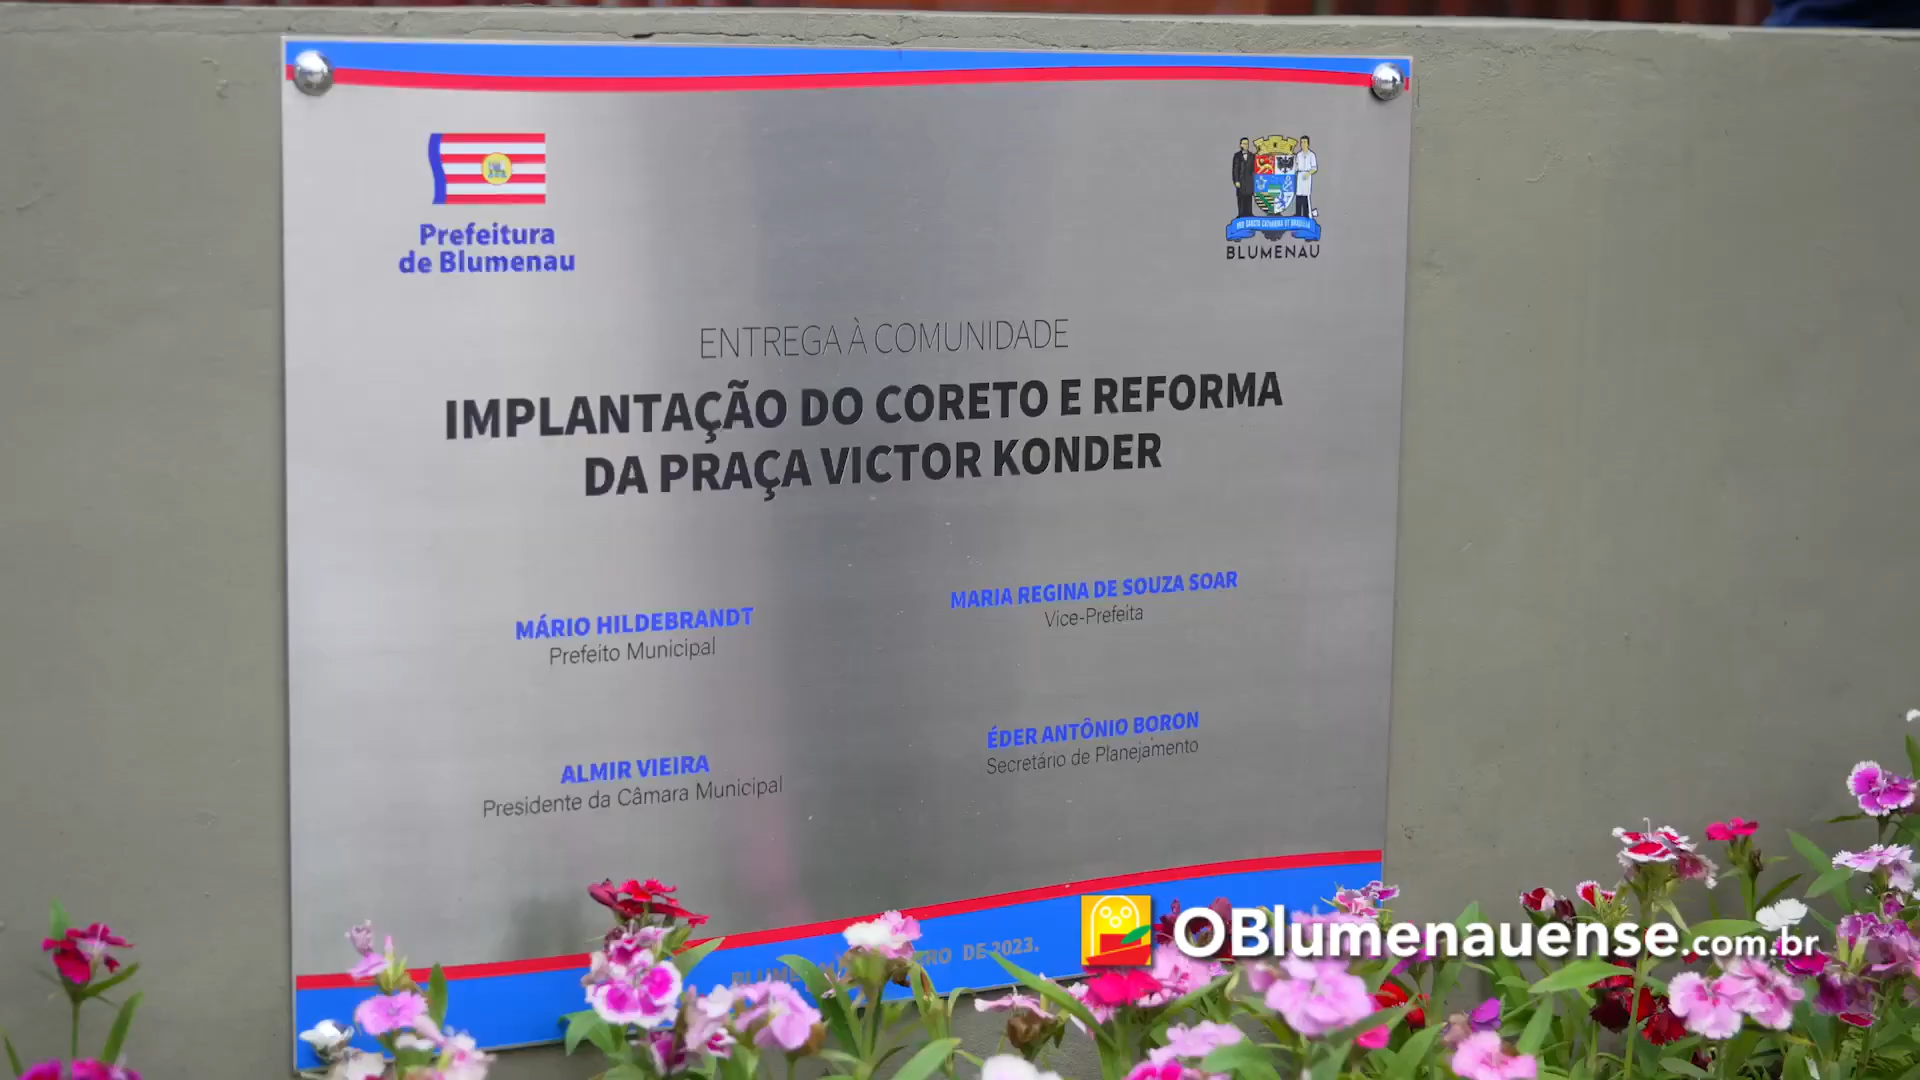 Prefeitura
de Blumenau
BLUMENAU
ENTREGA À COMUNIDADE
IMPLANTAÇÃO DO CORETO E REFORMA
DA PRAÇA VICTOR KONDER
MÁRIO HILDEBRANDT
Prefeito Municipal
MARIA REGINA DE SOUZA SOAR
Vice-Prefeita
ALMIR VIEIRA
Presidente da Câmara Municipal
ÉDER ANTÔNIO BORON
Secretário de Planejamento
DE 2023.
OBlumenauense.com.br